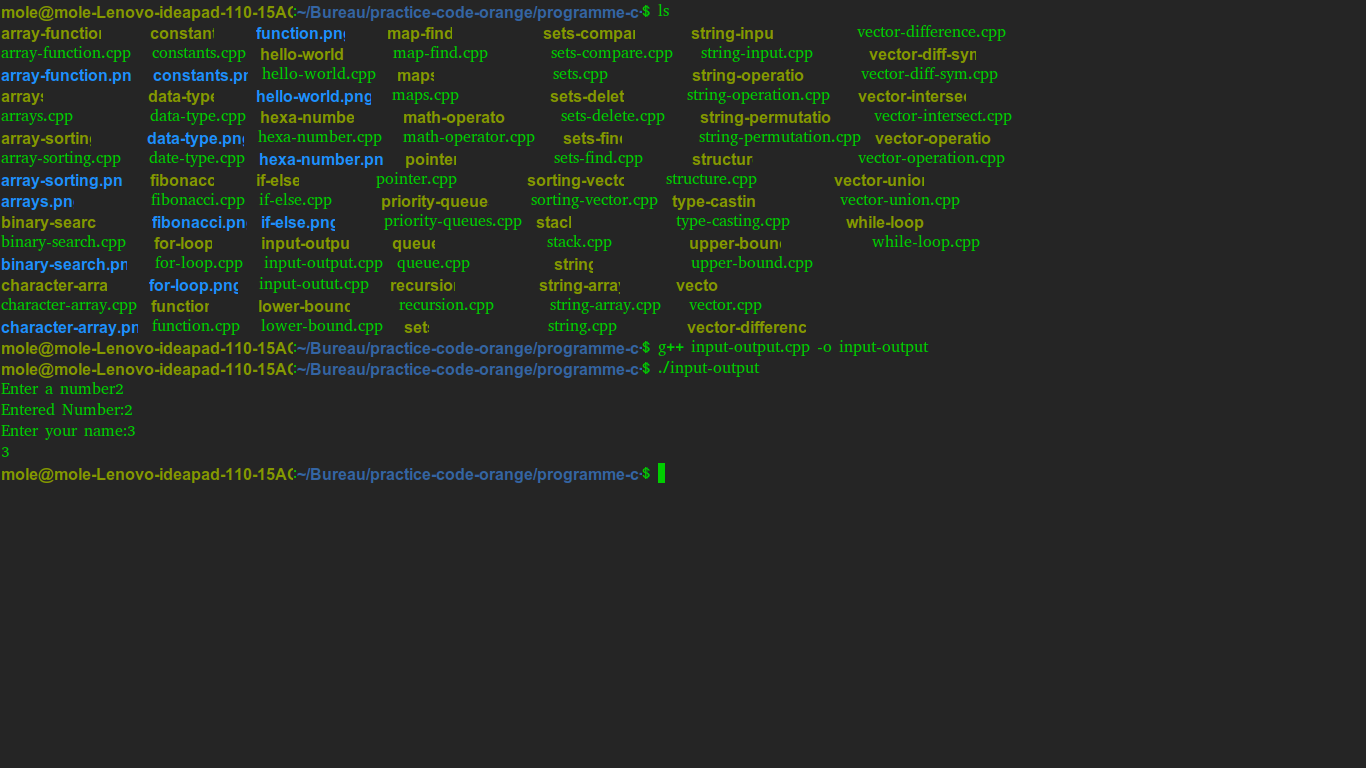 mole@mole-Lenovo-ideapad-110-15AC:~/Bureau/practice-code-orange/programme-c$ ls
array-function constant function.png map-find sets-compar string-inpu vector-difference.cpp
array-function.cpp constants.cpp hello-world map-find.cpp sets-compare.cpp string-input.cpp vector-diff-syn
array-function.pn constants.pn hello-world.cpp maps sets.cpp string-operatio vector-diff-sym.cpp
arrays data-type hello-world.png maps.cpp sets-delet string-operation.cpp vector-interse
arrays.cpp data-type.cpp hexa-numbe math-operato sets-delete.cpp string-permutatio vector-intersect.cpp
array-sorting data-type.png hexa-number.cpp math-operator.cpp sets-find string-permutation.cpp vector-operatio
array-sorting.cpp date-type.cpp hexa-number.pn pointer sets-find.cpp structur vector-operation.cpp
array-sorting.pn fibonacc if-else pointer.cpp sorting-vecto structure.cpp vector-union
arrays.pn fibonacci.cpp if-else.cpp priority-queue sorting-vector.cpp type-castin vector-union.cpp
binary-searc fibonacci.png if-else.png priority-queues.cpp stack type-casting.cpp while-loop
binary-search.cpp for-loop input-outpu queue stack.cpp upper-boun while-loop.cpp
binary-search.pn for-loop.cpp input-output.cpp queue.cpp string upper-bound.cpp
character-arra for-loop.png input-outut.cpp recursion string-array vecto
character-array.cpp function lower-bound recursion.cpp string-array.cpp vector.cpp
character-array.pn function.cpp lower-bound.cpp sets string.cpp vector-differenc
mole@mole-Lenovo-ideapad-110-15AC:~/Bureau/practice-code-orange/programme-c$ g++ input-output.cpp -o input-output
mole@mole-Lenovo-ideapad-110-15AC:~/Bureau/practice-code-orange/programme-c$ ./input-output
Enter a number2
Entered Number:2
Enter your name:3
3
mole@mole-Lenovo-ideapad-110-15AC:~/Bureau/practice-code-orange/programme-c$